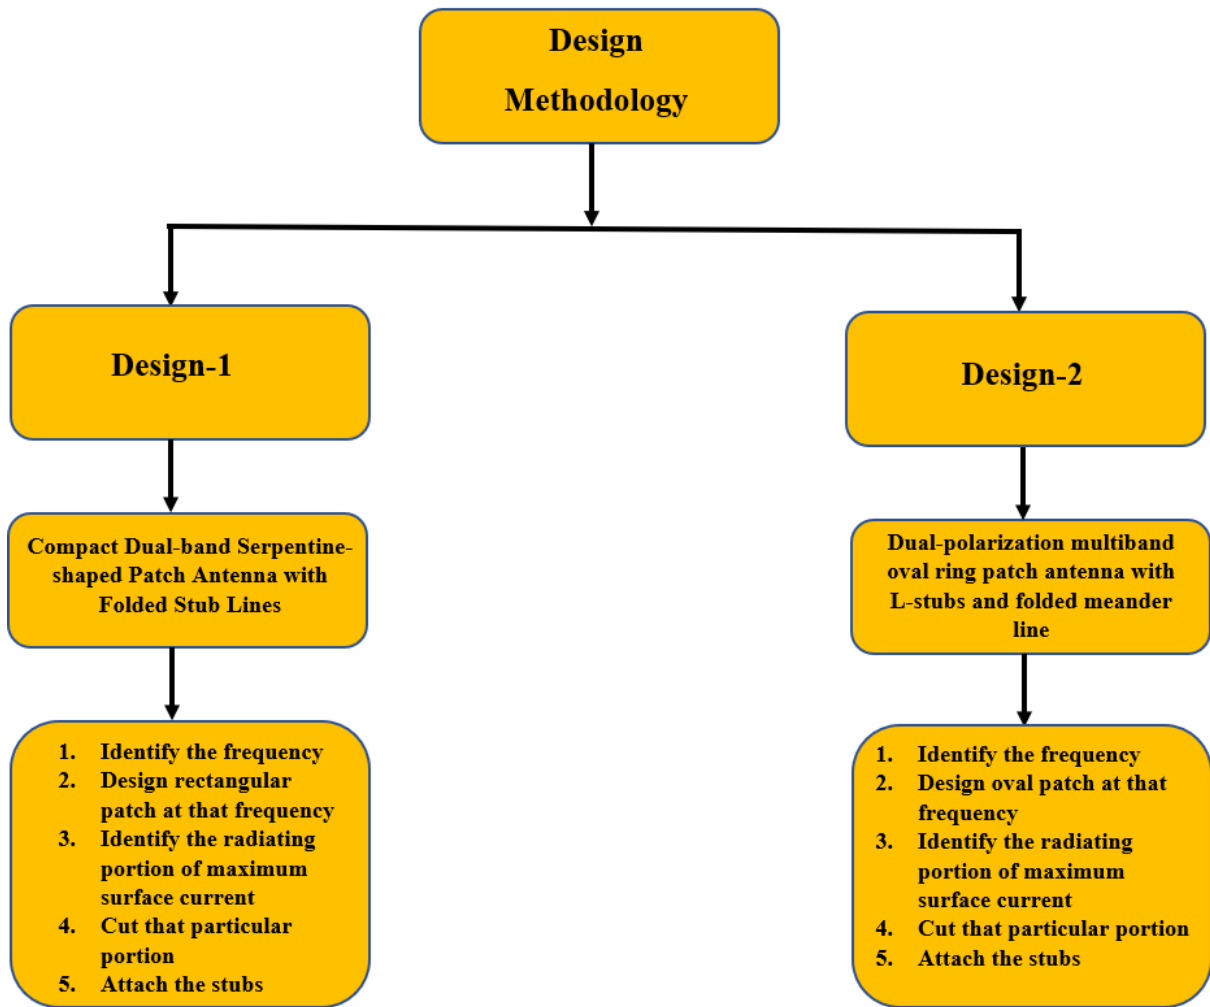 Design
Methodology
Design-1
Design-2
Compact Dual-band Serpentine-
shaped Patch Antenna with
Folded Stub Lines
Dual-polarization multiband
oval ring patch antenna with
L-stubs and folded meander
line
1. Identify the frequency
2. Design rectangular
patch at that frequency
3. Identify the radiating
portion of maximum
surface current
4. Cut that particular
portion
5. Attach the stubs
1. Identify the frequency
2. Design oval patch at that
frequency
3. Identify the radiating
portion of maximum
surface current
4. Cut that particular portion
5. Attach the stubs